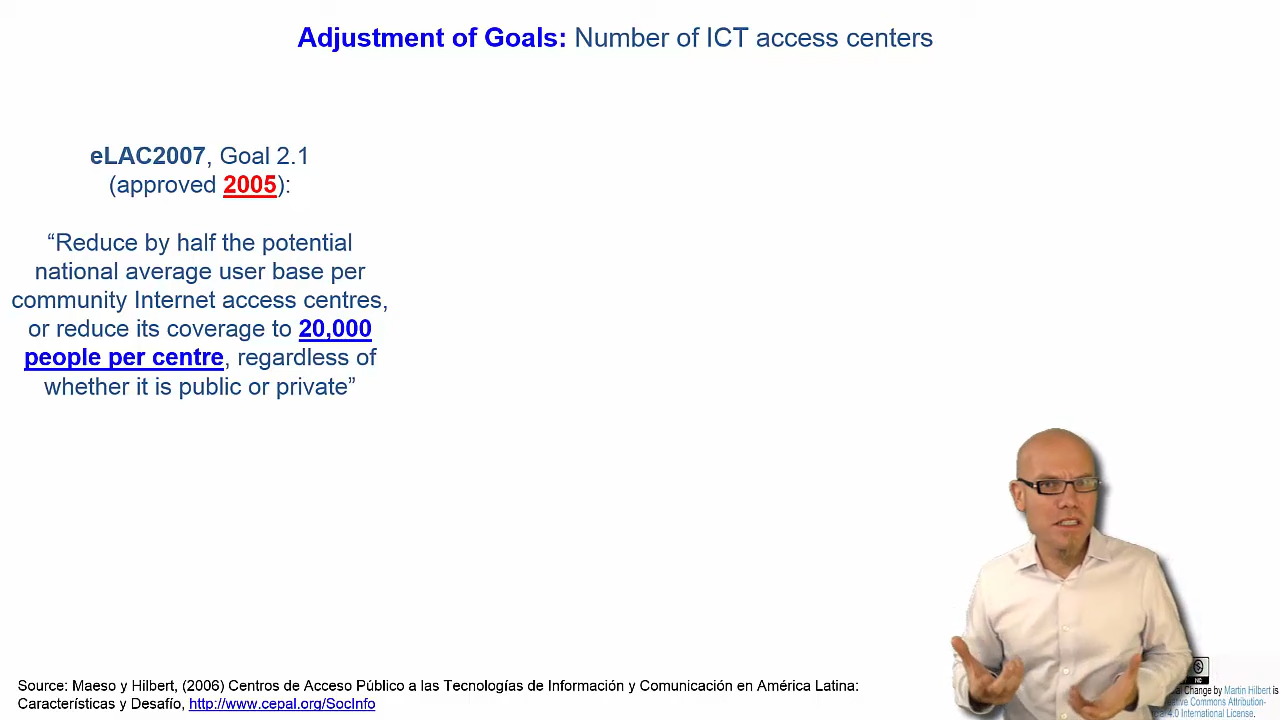 Adjustment of Goals: Number of ICT access centers
eLAC2007, Goal 2.1
(approved 2005):
“Reduce by half the potential
national average user base per
community Internet access centres,
or reduce its coverage to 20,000
people per centre, regardless of
whether it is public or private”
Source: Maeso y Hilbert, (2006) Centros de Acceso Público a las Tecnologías de Información y Comunicación en América Latina:
Características y Desafío, http://www.cepal.org/SocInfo
NC
Change by Martin Hilbert is
Commons Attribution-
4.0 International License.